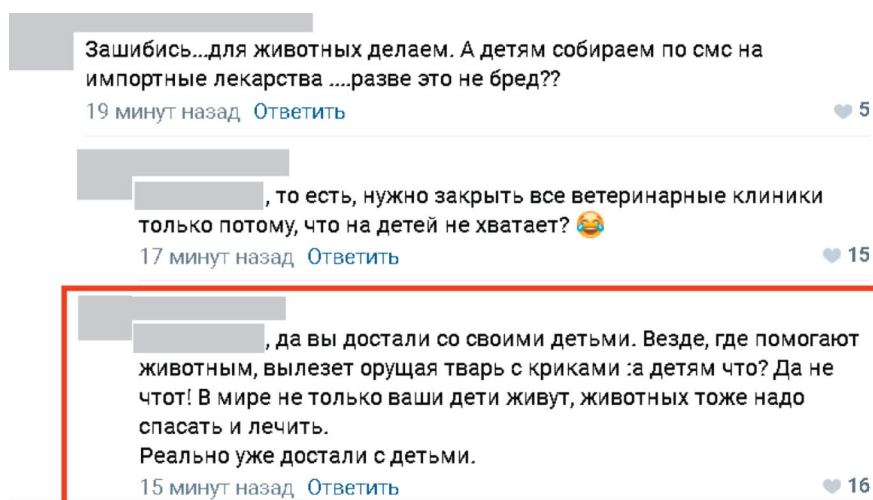 Зашибись...для животных делаем. А детям собираем по смс на
импортные лекарства ....разве это не бред??
19 минут назад Ответить 5
, то есть, нужно закрыть все ветеринарные клиники
только потому, что на детей не хватает? 😂
17 минут назад Ответить 15
, да вы достали со своими детьми. Везде, где помогают
животным, вылезет орущая тварь с криками :а детям что? Да не
чтот! В мире не только ваши дети живут, животных тоже надо
спасать и лечить.
Реально уже достали с детьми.
15 минут назад Ответить 16